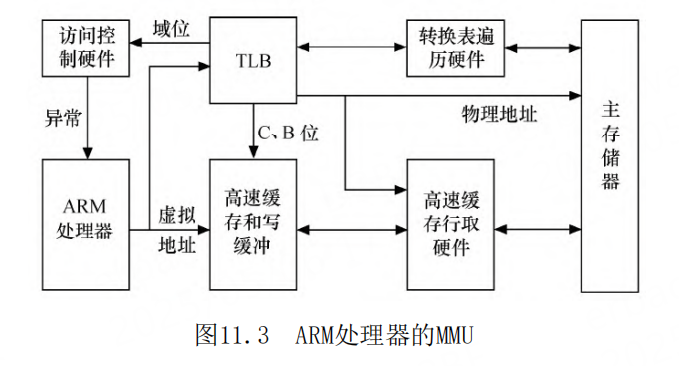 访问控
制硬件
域位
TLB
转换表遍
历硬件
异常
C、B 位
物理地址
主
存
储
器
ARM
处理器
虚拟
地址
高速缓
存和写
缓冲
高速缓
存行取
硬件
图11.3 ARM处理器的MMU